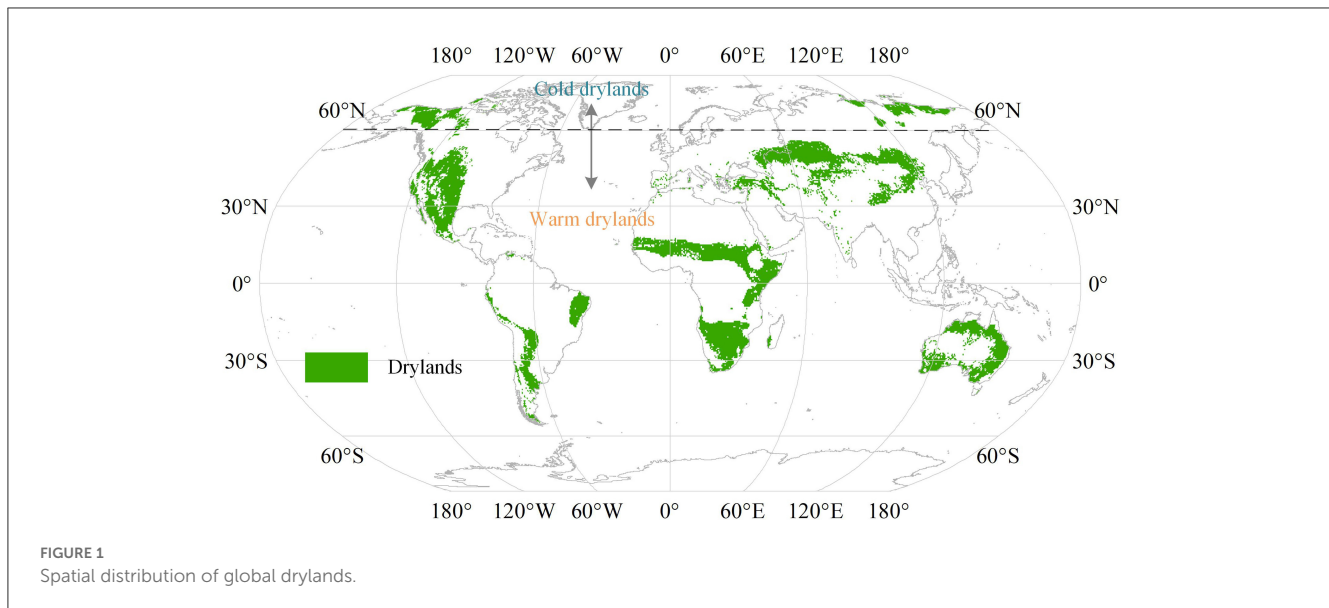 180° 120°W 60°W 0° 60°E 120°E 180°
Cold drylands
60°N 60°N
30°N 30°N
Warm drylands
0° 0°
30°S 30°S
Drylands
60°S 60°S
180° 120°W 60°W 0° 60°E 120°E 180°
FIGURE 1
Spatial distribution of global drylands.